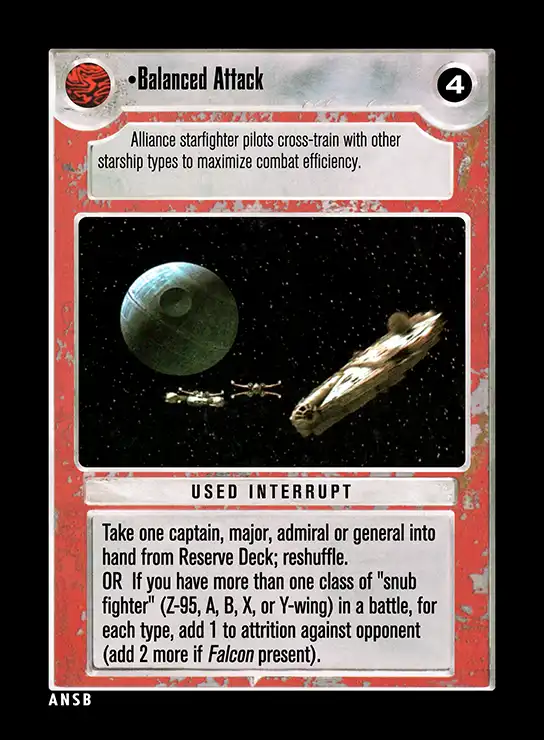 •Balanced Attack
4
Alliance starfighter pilots cross-train with other
starship types to maximize combat efficiency.
USED INTERRUPT
Take one captain, major, admiral or general into
hand from Reserve Deck; reshuffle.
OR If you have more than one class of "snub
fighter" (Z-95, A, B, X, or Y-wing) in a battle, for
each type, add 1 to attrition against opponent
(add 2 more if Falcon present).
ANSB